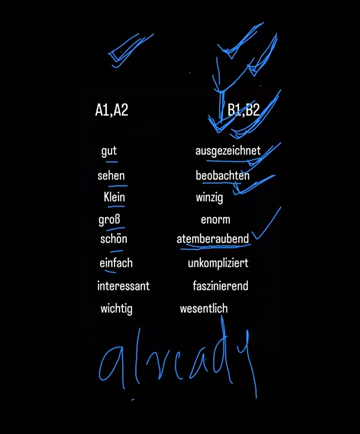 A1,A2 B1,B2
gut ausgezeichnet
sehen beobachten
Klein winzig
groß enorm
schön atemberaubend
einfach unkompliziert
interessant faszinierend
wichtig wesentlich
already